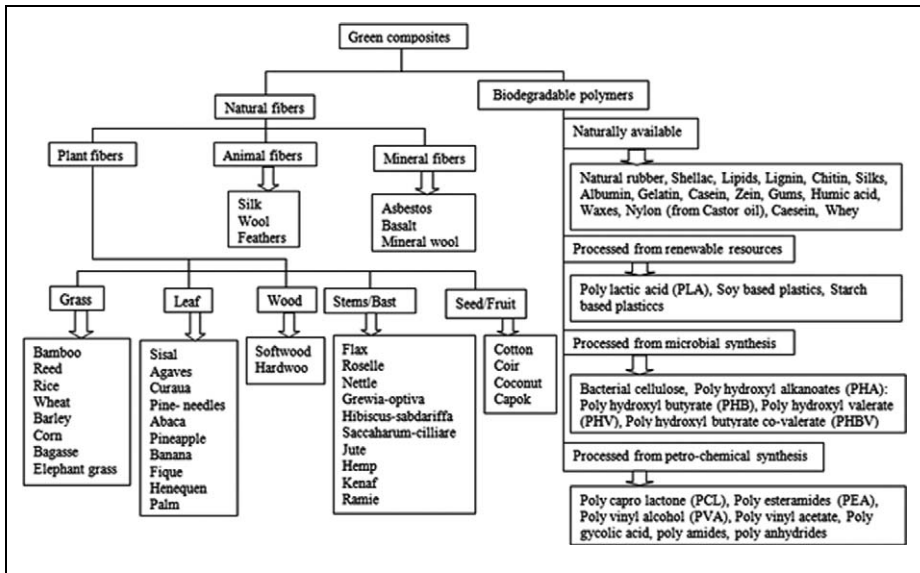 Green composites
Natural fibers
Biodegradable polymers
Plant fibers
Animal fibers
Mineral fibers
Naturally available
Silk
Wool
Feathers
Asbestos
Basalt
Mineral wool
Natural rubber, Shellac, Lipids, Lignin, Chitin, Silks,
Albumin, Gelatin, Casein, Zein, Gums, Humic acid,
Waxes, Nylon (from Castor oil), Caesein, Whey
Processed from renewable resources
Poly lactic acid (PLA), Soy based plastics, Starch
based plasticcs
Grass
Leaf
Wood
Stems/Bast
Seed/Fruit
Bamboo
Reed
Rice
Wheat
Barley
Corn
Bagasse
Elephant grass
Sisal
Agaves
Curaua
Pine- needles
Abaca
Pineapple
Banana
Fique
Henequen
Palm
Softwood
Hardwoo
Flax
Roselle
Nettle
Grewia-optiva
Hibiscus-sabdariffa
Saccaharum-cilliare
Jute
Hemp
Kenaf
Ramie
Cotton
Coir
Coconut
Capok
Processed from microbial synthesis
Bacterial cellulose, Poly hydroxyl alkanoates (PHA):
Poly hydroxyl butyrate (PHB), Poly hydroxyl valerate
(PHV), Poly hydroxyl butyrate co-valerate (PHBV)
Processed from petro-chemical synthesis
Poly capro lactone (PCL), Poly esteramides (PEA),
Poly vinyl alcohol (PVA), Poly vinyl acetate, Poly
gycolic acid, poly amides, poly anhydrides